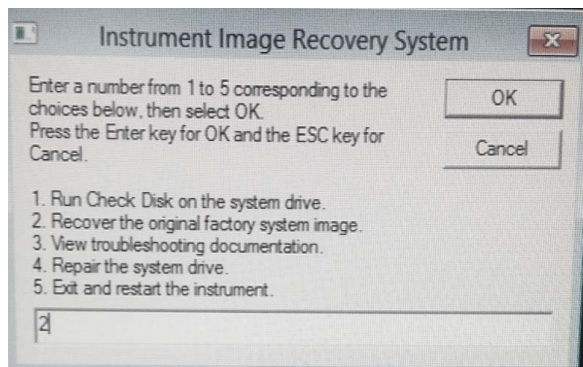 Instrument Image Recovery System
Enter a number from 1 to 5 corresponding to the
choices below, then select OK.
Press the Enter key for OK and the ESC key for
Cancel.
OK
Cancel
1. Run Check Disk on the system drive.
2. Recover the original factory system image.
3. View troubleshooting documentation.
4. Repair the system drive.
5. Exit and restart the instrument.
2